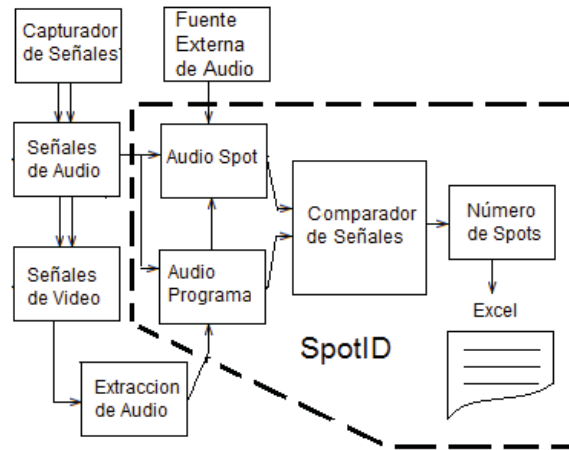 Capturador
de Señales
Fuente
Externa
de Audio
Señales
de Audio
Audio Spot
Comparador
de Señales
Número
de Spots
Señales
de Video
Audio
Programa
Excel
SpotID
Extraccion
de Audio